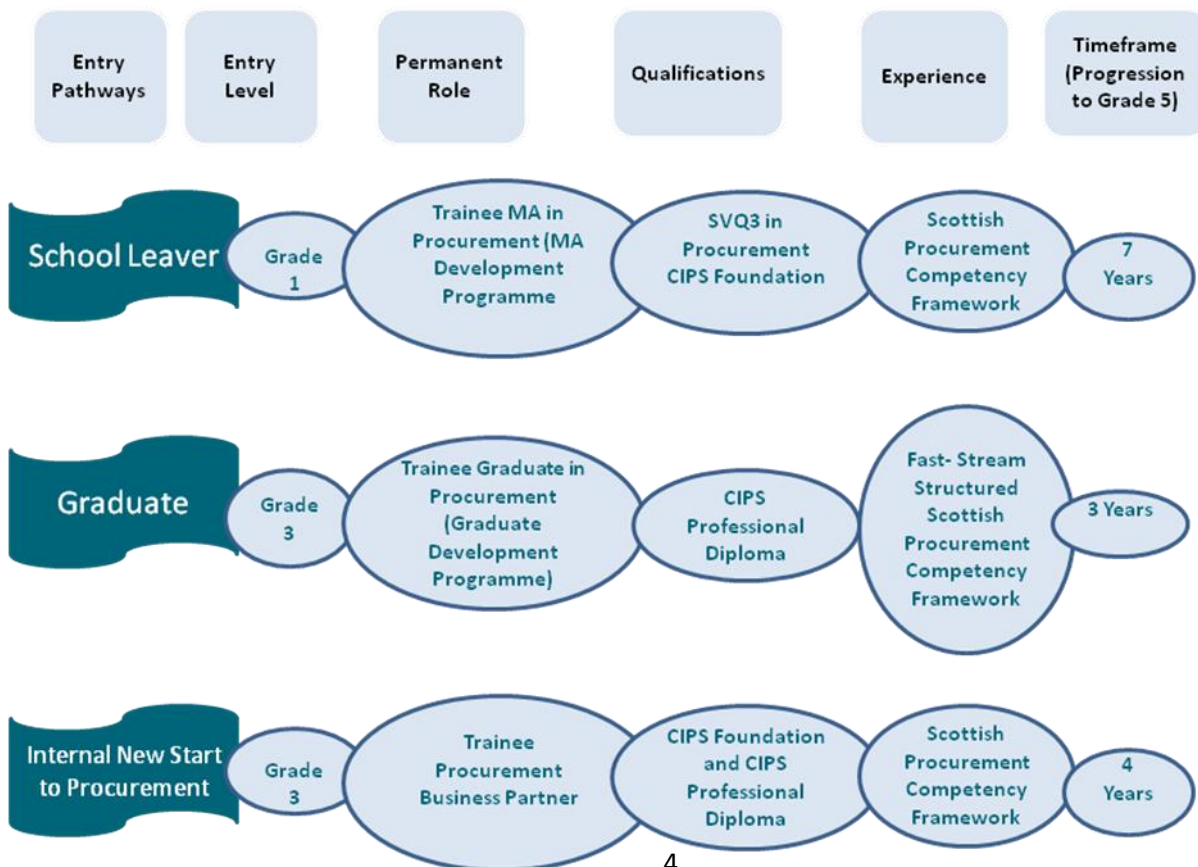 Entry
Pathways
Entry
Level
Permanent
Role
Qualifications
Experience
Timeframe
(Progression
to Grade 5)
School Leaver
Grade
1
Trainee MA in
Procurement (MA
Development
Programme
SVQ3 in
Procurement
CIPS Foundation
Scottish
Procurement
Competency
Framework
7
Years
Graduate
Grade
3
Trainee Graduate in
Procurement
(Graduate
Development
Programme)
CIPS
Professional
Diploma
Fast- Stream
Structured
Scottish
Procurement
Competency
Framework
3 Years
Internal New Start
to Procurement
Grade
3
Trainee
Procurement
Business Partner
CIPS Foundation
and CIPS
Professional
Diploma
Scottish
Procurement
Competency
Framework
4
Years
4